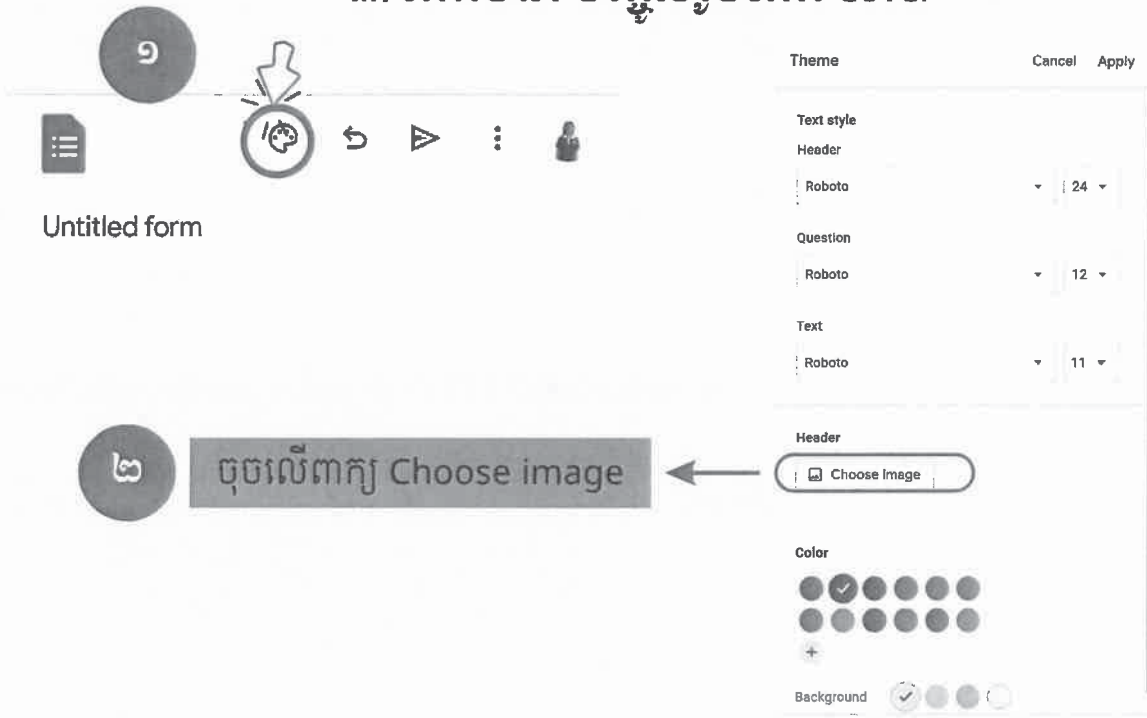 ១
Untitled form
Theme Cancel Apply
Text style
Header
Roboto 24
Question
Roboto 12
Text
Roboto 11
Header
Choose Image
២
ចុចលើពាក្យ Choose image
Color
+
Background